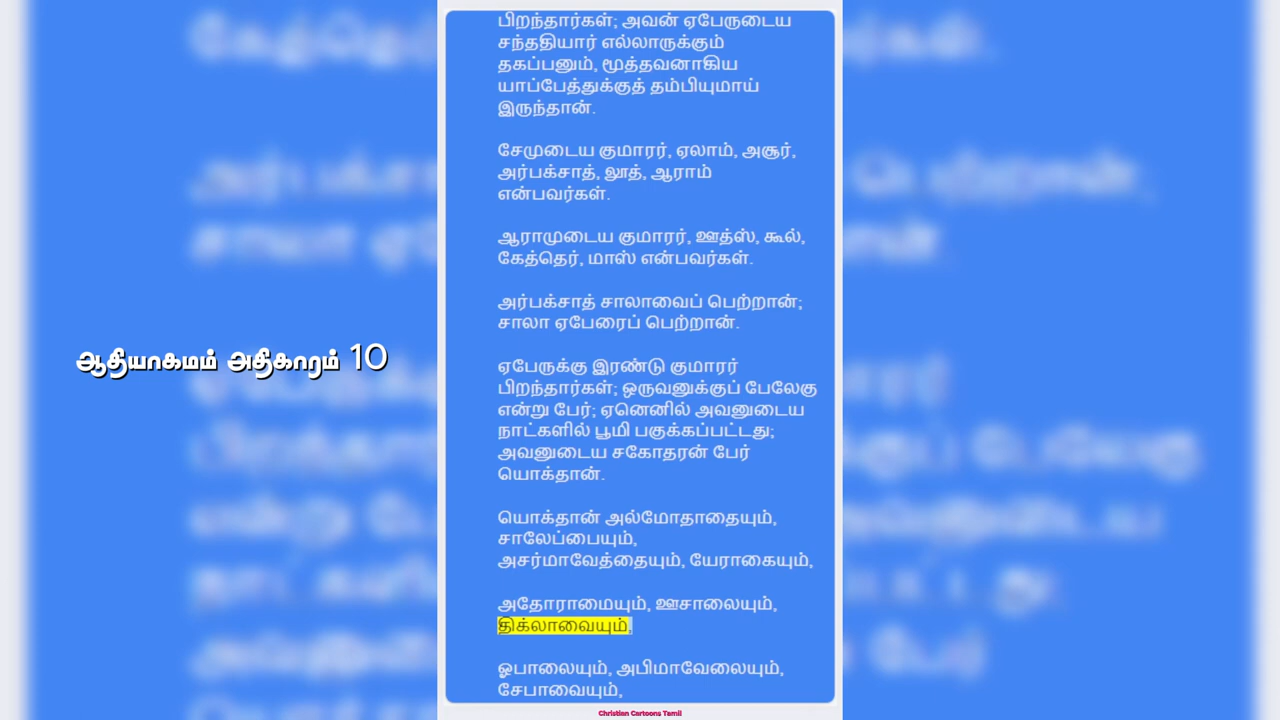 ஆதியாகமம் அதிகாரம் 10
பிறந்தார்கள்; அவன் ஏபேருடைய
சந்ததியார் எல்லாருக்கும்
தகப்பனும், மூத்தவனாகிய
யாப்பேத்துக்குத் தம்பியுமாய்
இருந்தான்.
சேமுடைய குமாரர், ஏலாம், அசூர்,
அர்பக்சாத், லூத், ஆராம்
என்பவர்கள்.
ஆராமுடைய குமாரர், ஊத்ஸ், கூல்,
கேத்தெர், மாஸ் என்பவர்கள்.
அர்பக்சாத் சாலாவைப் பெற்றான்;
சாலா ஏபேரைப் பெற்றான்.
ஏபேருக்கு இரண்டு குமாரர்
பிறந்தார்கள்; ஒருவனுக்குப் பேலேகு
என்று பேர்; ஏனெனில் அவனுடைய
நாட்களில் பூமி பகுக்கப்பட்டது;
அவனுடைய சகோதரன் பேர்
யொக்தான்.
யொக்தான் அல்மோதாதையும்,
சாலேப்பையும்,
அசர்மாவேத்தையும், யேராகையும்,
அதோராமையும், ஊசாலையும்,
திக்லாவையும்,
ஓபாலையும், அபிமாவேலையும்,
சேபாவையும்,
Christian Cartoons Tamil